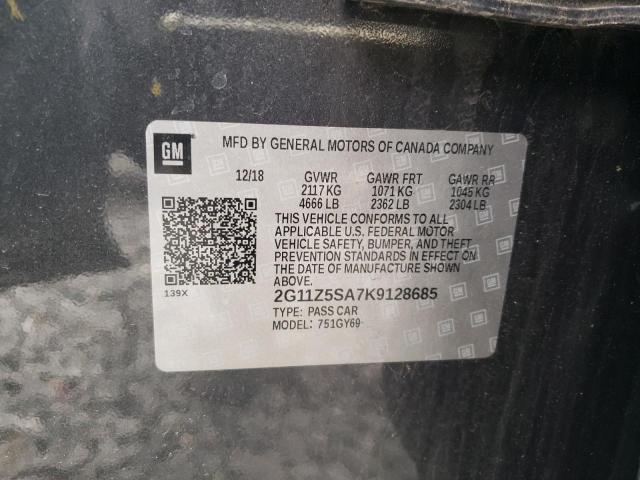 GM
MFD BY GENERAL MOTORS OF CANADA COMPANY
12/18 GVWR GAWR FRT GAWR RR
2117 KG 1071 KG 1045 KG
4666 LB 2362 LB 2304 LB
THIS VEHICLE CONFORMS TO ALL
APPLICABLE U.S. FEDERAL MOTOR
VEHICLE SAFETY, BUMPER, AND THEFT
PREVENTION STANDARDS IN EFFECT ON
THE DATE OF MANUFACTURE SHOWN
ABOVE.
139X
2G11Z5SA7K9128685
TYPE: PASS CAR
MODEL: 751GY69